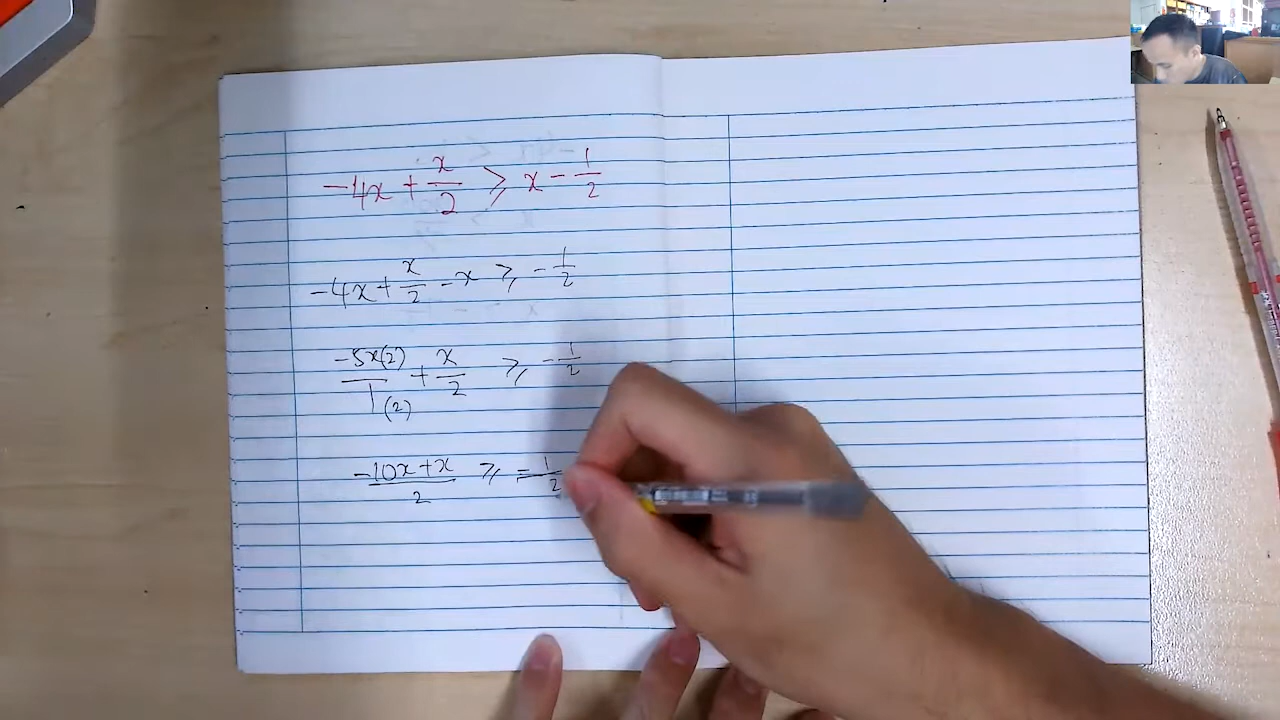 -4x + x/2 ⩾ x - 1/2
-4x + x/2 - x ⩾ - 1/2
-5x(2)/1(2) + x/2 ⩾ - 1/2
-10x + x/2 ⩾ - 1/2